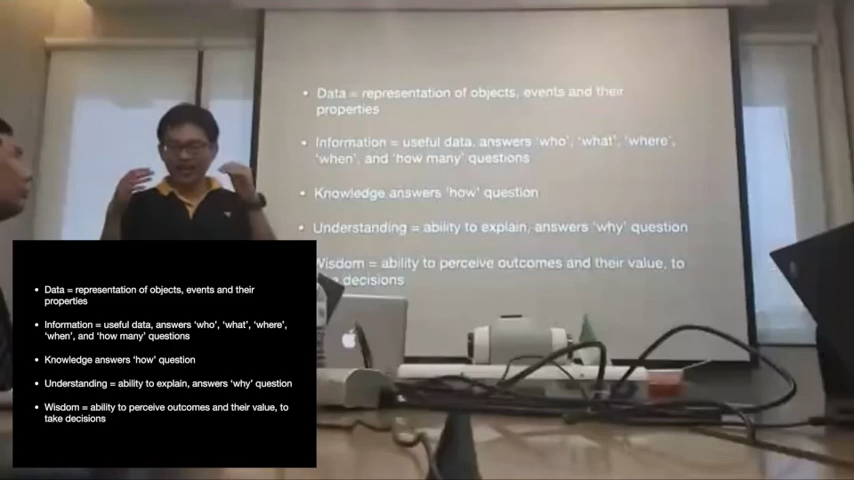 • Data = representation of objects, events and their
properties
• Information = useful data, answers 'who', 'what', 'where',
'when', and 'how many' questions
• Knowledge answers 'how' question
• Understanding = ability to explain, answers 'why' question
Wisdom = ability to perceive outcomes and their value, to
decisions
• Data = representation of objects, events and their
properties
• Information = useful data, answers 'who', 'what', 'where',
'when', and 'how many' questions
• Knowledge answers 'how' question
• Understanding = ability to explain, answers 'why' question
• Wisdom = ability to perceive outcomes and their value, to
take decisions